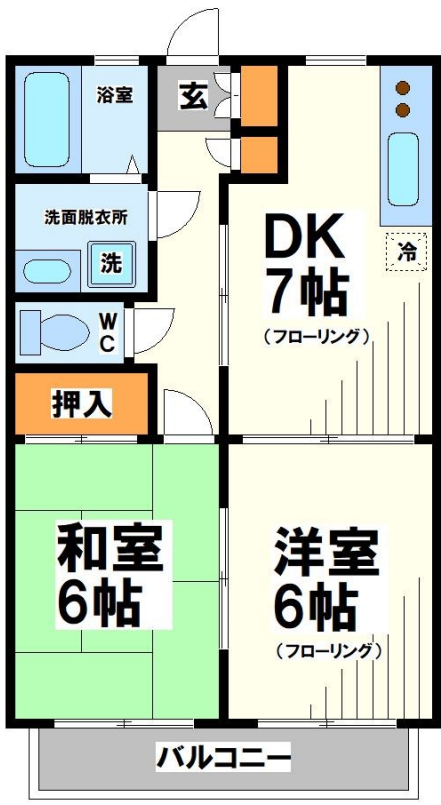 浴室
玄
洗面脱衣所
洗
DK
7帖
(フローリング)
冷
W
C
押入
和室
6帖
洋室
6帖
(フローリング)
バルコニー